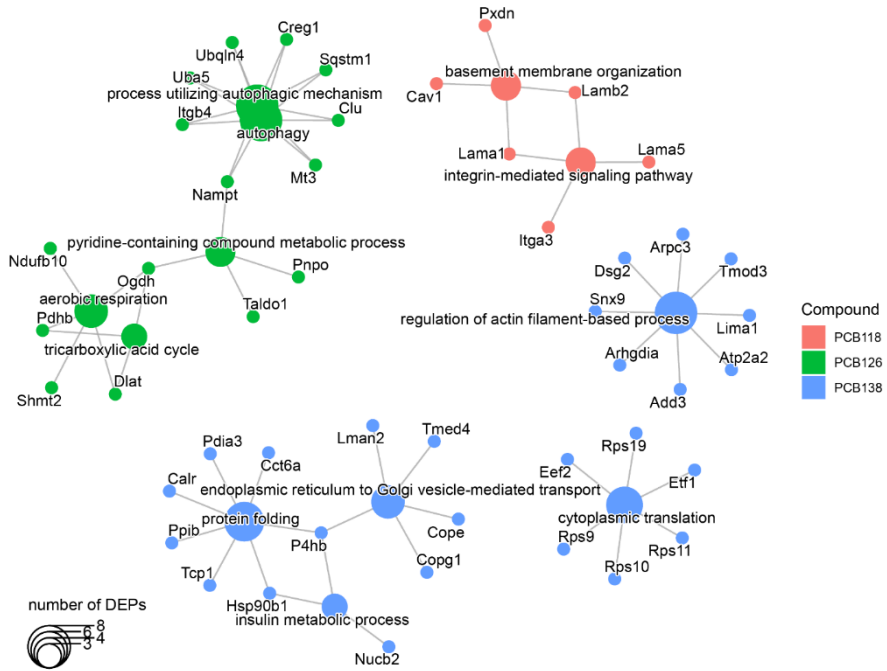 Creg1
Ubqln4
Sqstm1
Uba5
process utilizing autophagic mechanism
Itgb4
Clu
autophagy
Mt3
Nampt
pyridine-containing compound metabolic process
Ndufb10
Ogdh
Pnpo
aerobic respiration
Taldo1
Pdhb
tricarboxylic acid cycle
Dlat
Shmt2
Pxdn
basement membrane organization
Cav1
Lamb2
Lama1
Lama5
integrin-mediated signaling pathway
Itga3
Arpc3
Dsg2
Tmod3
Snx9
regulation of actin filament-based process
Lima1
Arhgdia
Atp2a2
Add3
Compound
PCB118
PCB126
PCB138
Lman2
Tmed4
Pdia3
Cct6a
Calr
endoplasmic reticulum to Golgi vesicle-mediated transport
protein folding
Ppib
P4hb
Cope
Copg1
Tcp1
Hsp90b1
insulin metabolic process
Nucb2
Rps19
Eef2
Etf1
cytoplasmic translation
Rps9
Rps11
Rps10
number of DEPs
8
6
4
3